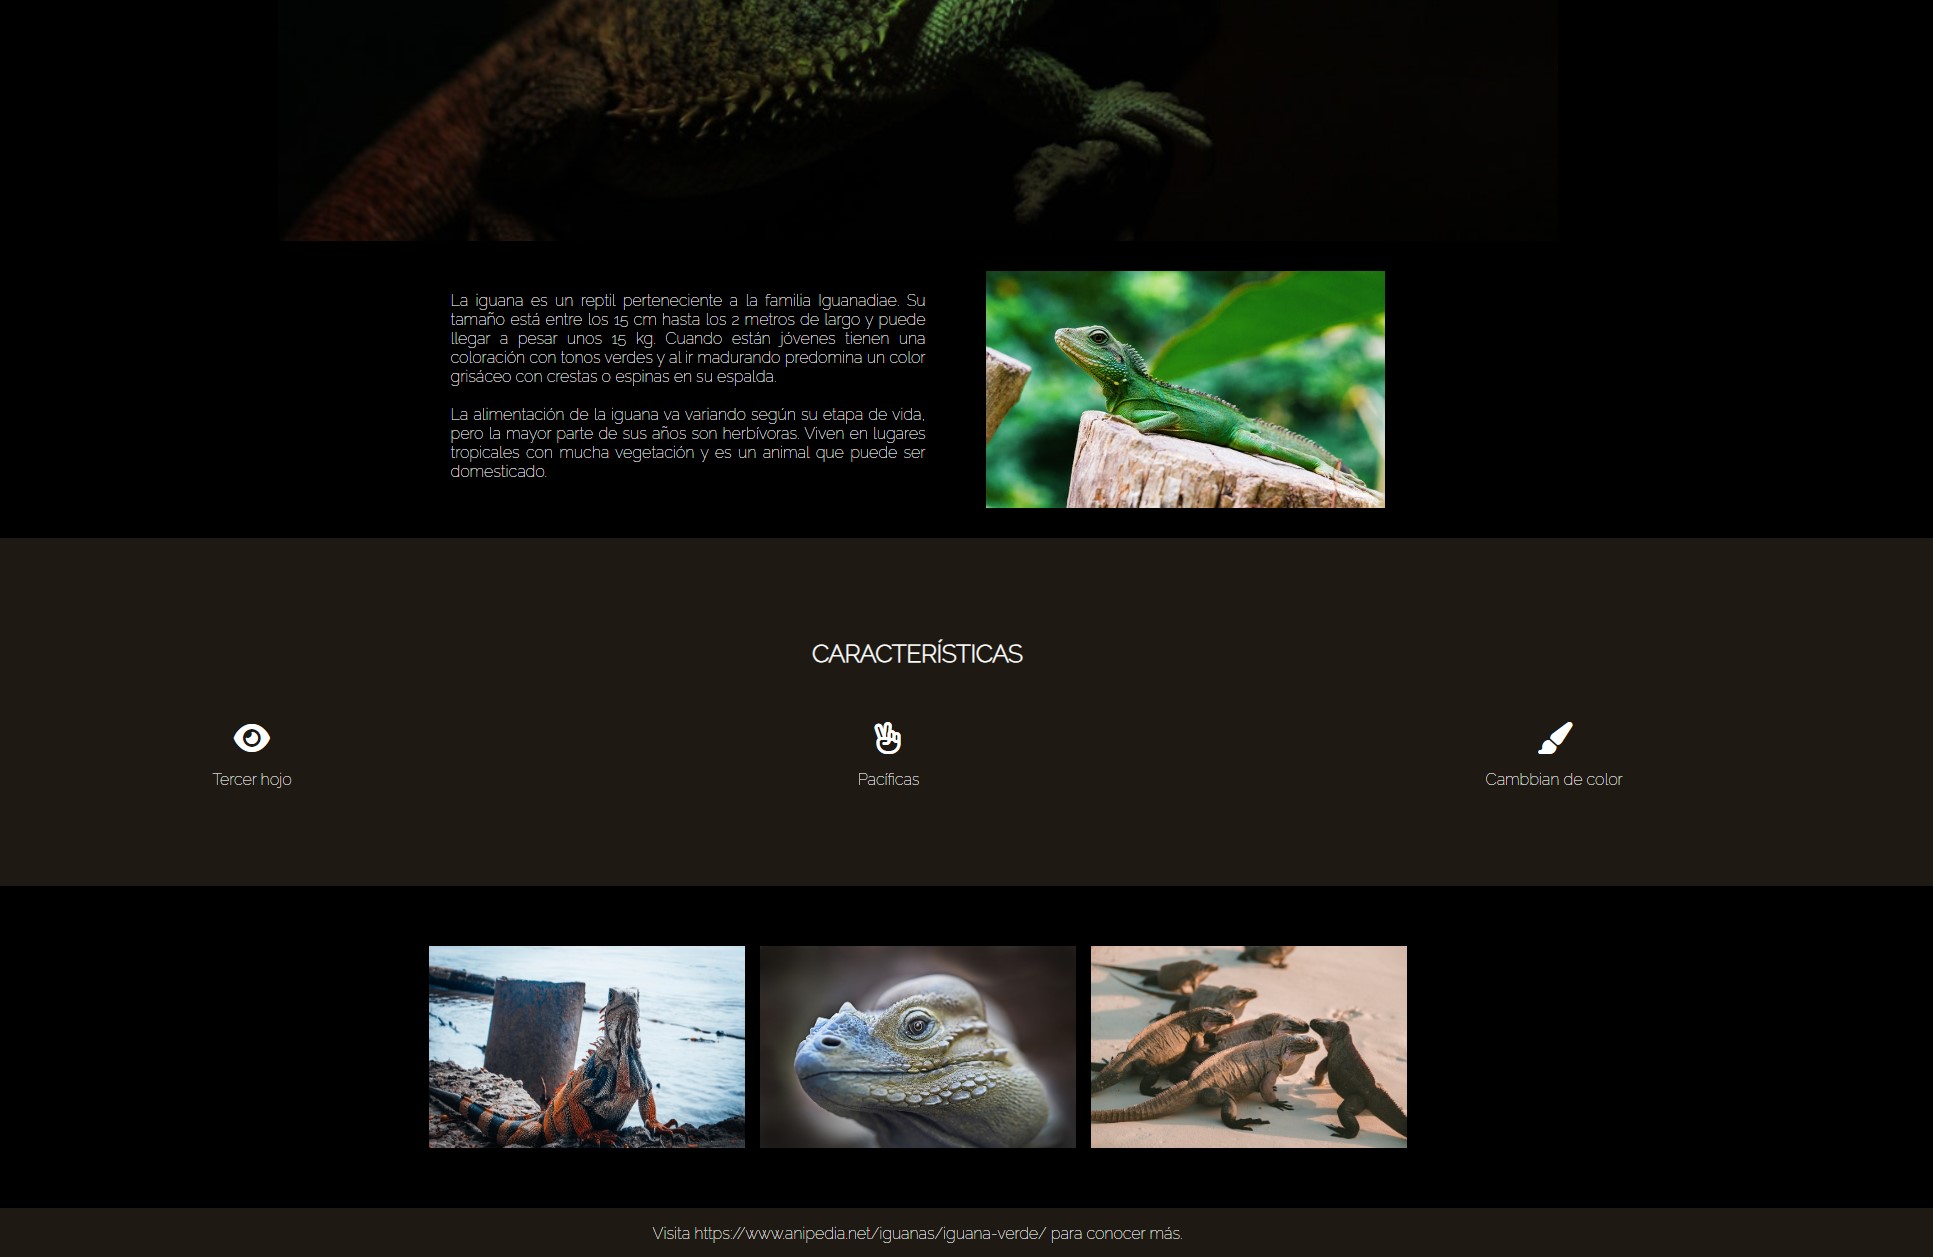 La iguana es un reptil perteneciente a la familia Iguanadiae. Su
tamaño está entre los 15 cm hasta los 2 metros de largo y puede
llegar a pesar unos 15 kg. Cuando están jóvenes tienen una
coloración con tonos verdes y al ir madurando predomina un color
grisáceo con crestas o espinas en su espalda.
La alimentación de la iguana va variando según su etapa de vida,
pero la mayor parte de sus años son herbívoras. Viven en lugares
tropicales con mucha vegetación y es un animal que puede ser
domesticado.
CARACTERÍSTICAS
Tercer hojo
Pacíficas
Cambbian de color
Visita https://www.anipedia.net/iguanas/iguana-verde/ para conocer más.